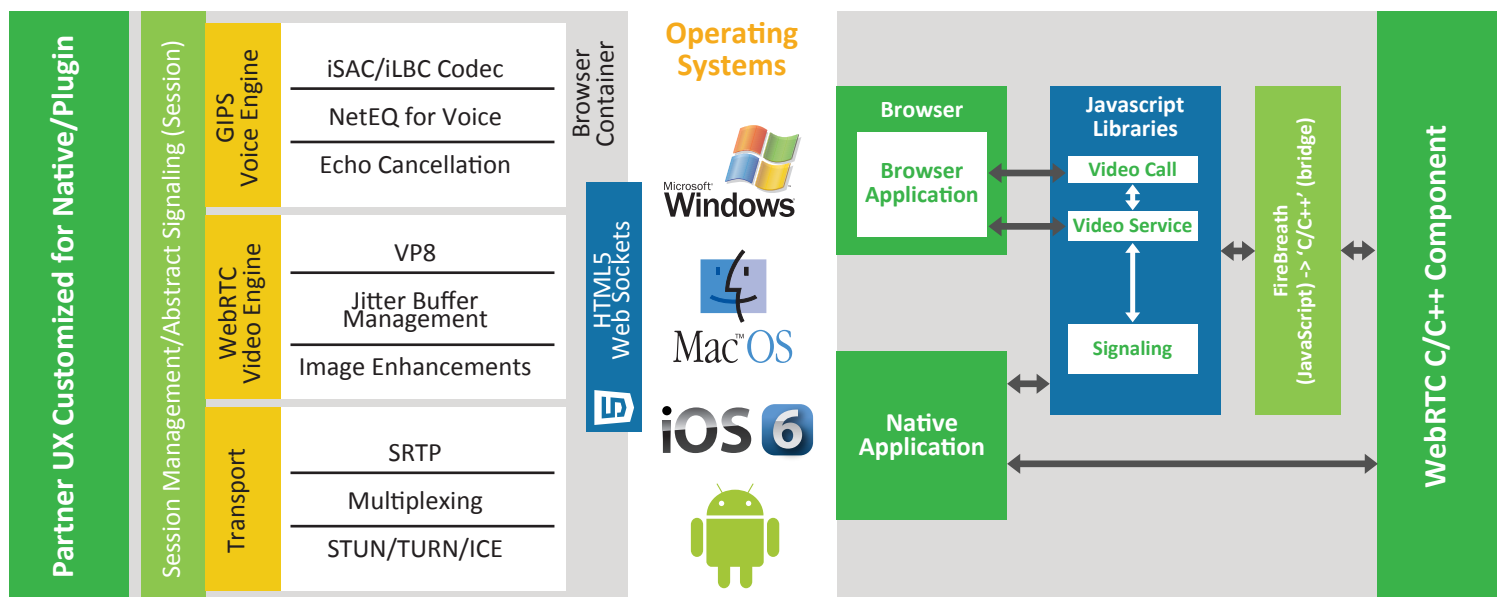 Partner UX Customized for Native/Plugin
Session Management/Abstract Signaling (Session)
GIPS
Voice Engine
iSAC/iLBC Codec
NetEQ for Voice
Echo Cancellation
WebRTC
Video Engine
VP8
Jitter Buffer
Management
Image Enhancements
Transport
SRTP
Multiplexing
STUN/TURN/ICE
Browser
Container
HTML5
Web Sockets
5
Operating
Systems
Microsoft
Windows
Mac™OS
iOS 6
Browser
Browser
Application
Native
Application
Javascript
Libraries
Video Call
Video Service
Signaling
FireBreath
(JavaScript) -> ‘C/C++’ (bridge)
WebRTC C/C++ Component